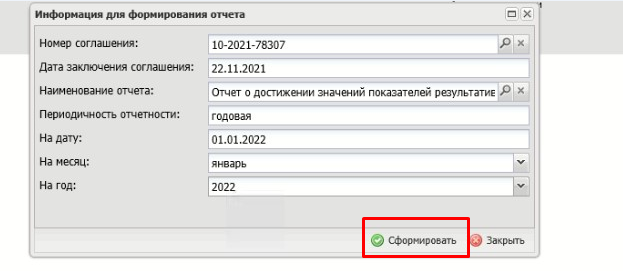 Информация для формирования отчета
Номер соглашения: 10-2021-78307
Дата заключения соглашения: 22.11.2021
Наименование отчета: Отчет о достижении значений показателей результатив
Периодичность отчетности: годовая
На дату: 01.01.2022
На месяц: январь
На год: 2022
Сформировать Закрыть